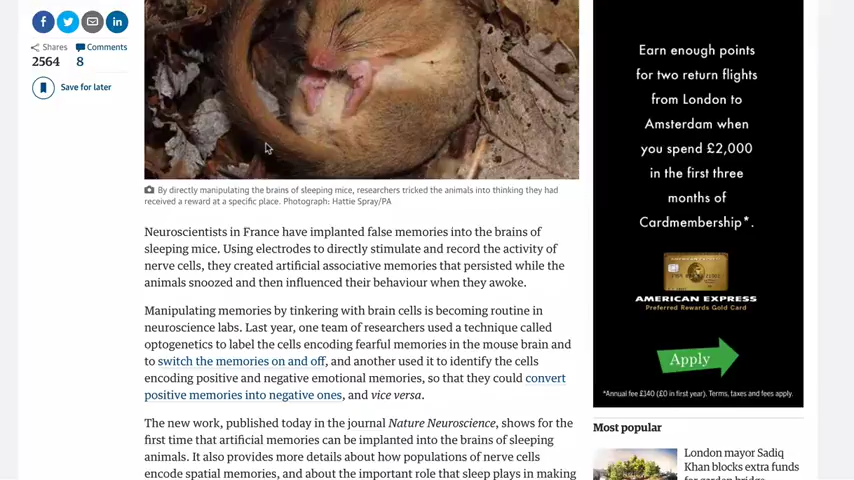 Shares
Comments
2564
8
Save for later
By directly manipulating the brains of sleeping mice, researchers tricked the animals into thinking they had
received a reward at a specific place. Photograph: Hattie Spray/PA
Neuroscientists in France have implanted false memories into the brains of
sleeping mice. Using electrodes to directly stimulate and record the activity of
nerve cells, they created artificial associative memories that persisted while the
animals snoozed and then influenced their behaviour when they awoke.
Manipulating memories by tinkering with brain cells is becoming routine in
neuroscience labs. Last year, one team of researchers used a technique called
optogenetics to label the cells encoding fearful memories in the mouse brain and
to switch the memories on and off, and another used it to identify the cells
encoding positive and negative emotional memories, so that they could convert
positive memories into negative ones, and vice versa.
The new work, published today in the journal Nature Neuroscience, shows for the
first time that artificial memories can be implanted into the brains of sleeping
animals. It also provides more details about how populations of nerve cells
encode spatial memories, and about the important role that sleep plays in making
Earn enough points
for two return flights
from London to
Amsterdam when
you spend £2,000
in the first three
months of
Cardmembership*.
AMERICAN EXPRESS
Preferred Rewards Gold Card
Apply
*Annual fee £140 (£0 in first year). Terms, taxes and fees apply.
Most popular
London mayor Sadiq
Khan blocks extra funds
for garden bridge